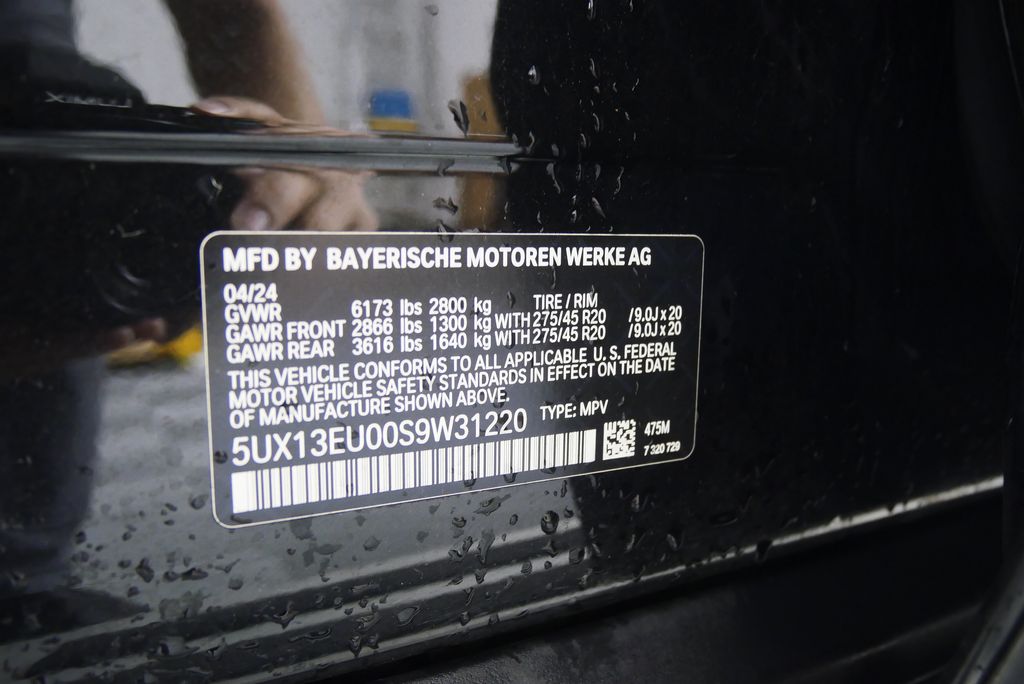 MFD BY BAYERISCHE MOTOREN WERKE AG
04/24
GVWR 6173 lbs 2800 kg TIRE / RIM
GAWR FRONT 2866 lbs 1300 kg WITH 275/45 R20 /9.0J x 20
GAWR REAR 3616 lbs 1640 kg WITH 275/45 R20 /9.0J x 20
THIS VEHICLE CONFORMS TO ALL APPLICABLE U. S. FEDERAL
MOTOR VEHICLE SAFETY STANDARDS IN EFFECT ON THE DATE
OF MANUFACTURE SHOWN ABOVE.
5UX13EU00S9W31220 TYPE: MPV
475M
7 320 729